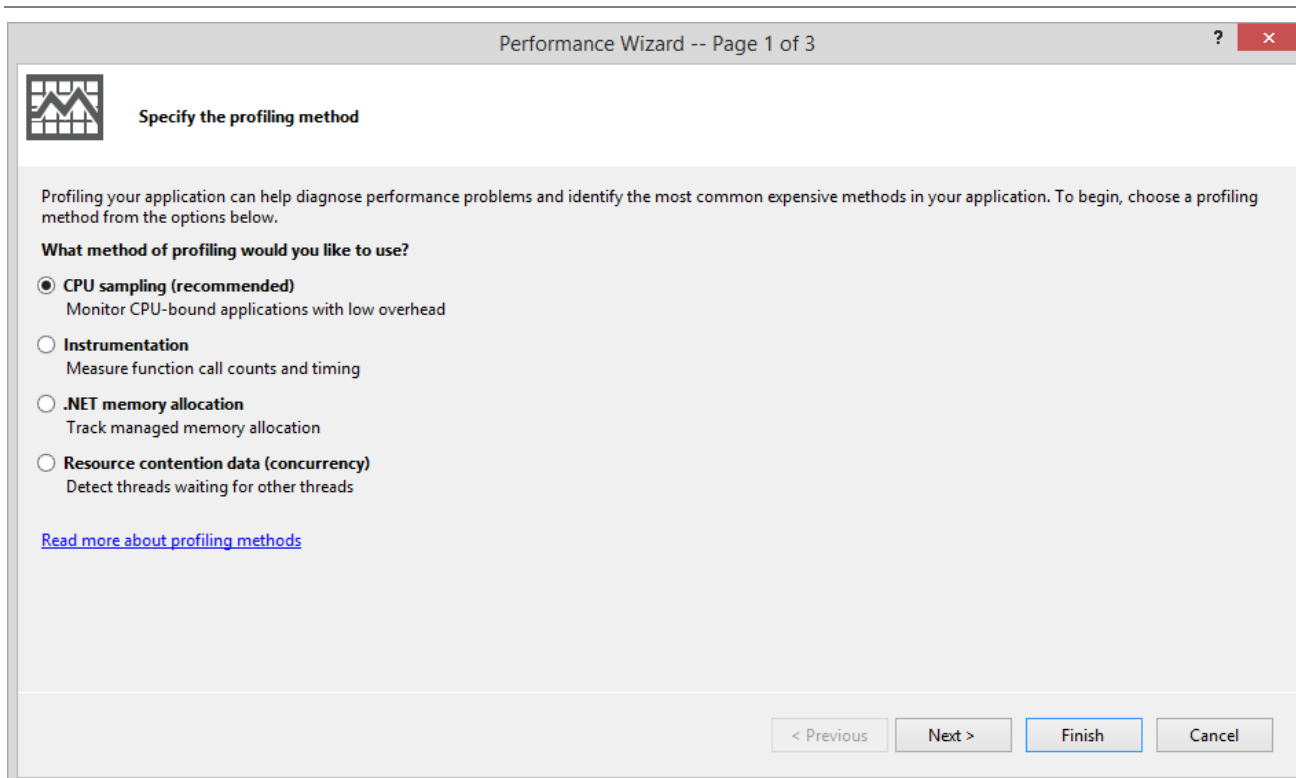 Performance Wizard -- Page 1 of 3
?
×
Specify the profiling method
Profiling your application can help diagnose performance problems and identify the most common expensive methods in your application. To begin, choose a profiling
method from the options below.
What method of profiling would you like to use?
CPU sampling (recommended)
Monitor CPU-bound applications with low overhead
Instrumentation
Measure function call counts and timing
.NET memory allocation
Track managed memory allocation
Resource contention data (concurrency)
Detect threads waiting for other threads
Read more about profiling methods
< Previous Next > Finish Cancel